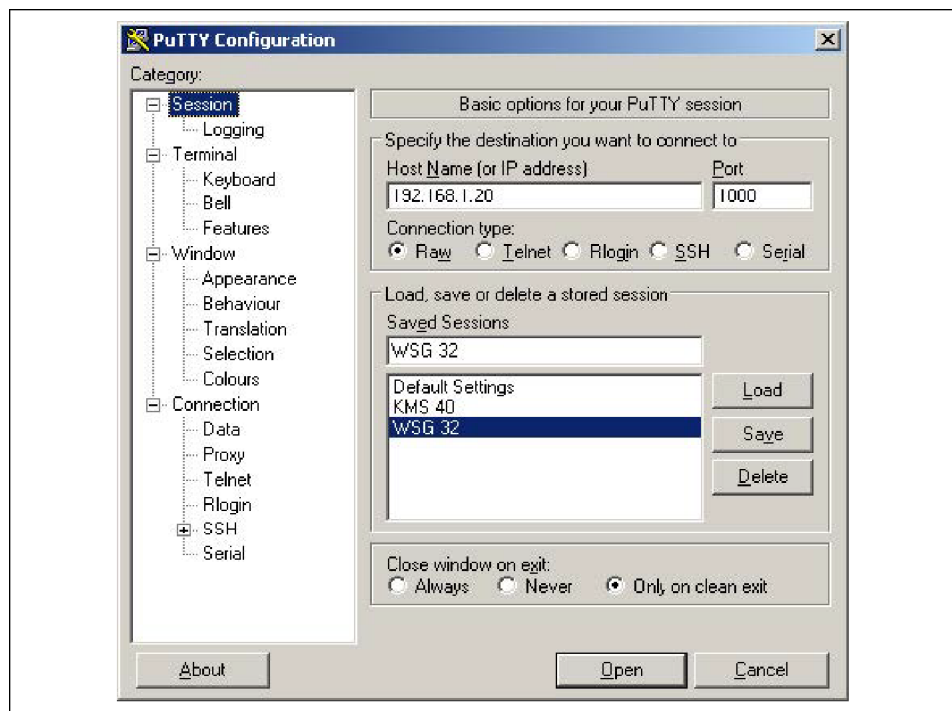 PuTTY Configuration
Category:
Session
Logging
Terminal
Keyboard
Bell
Features
Window
Appearance
Behaviour
Translation
Selection
Colours
Connection
Data
Proxy
Telnet
Rlogin
SSH
Serial
Basic options for your PuTTY session
Specify the destination you want to connect to
Host Name (or IP address) Port
192.168.1.20 1000
Connection type:
Raw Telnet Rlogin SSH Serial
Load, save or delete a stored session
Saved Sessions
WSG 32
Default Settings
KMS 40
WSG 32
Load
Save
Delete
Close window on exit:
Always Never Only on clean exit
About Open Cancel